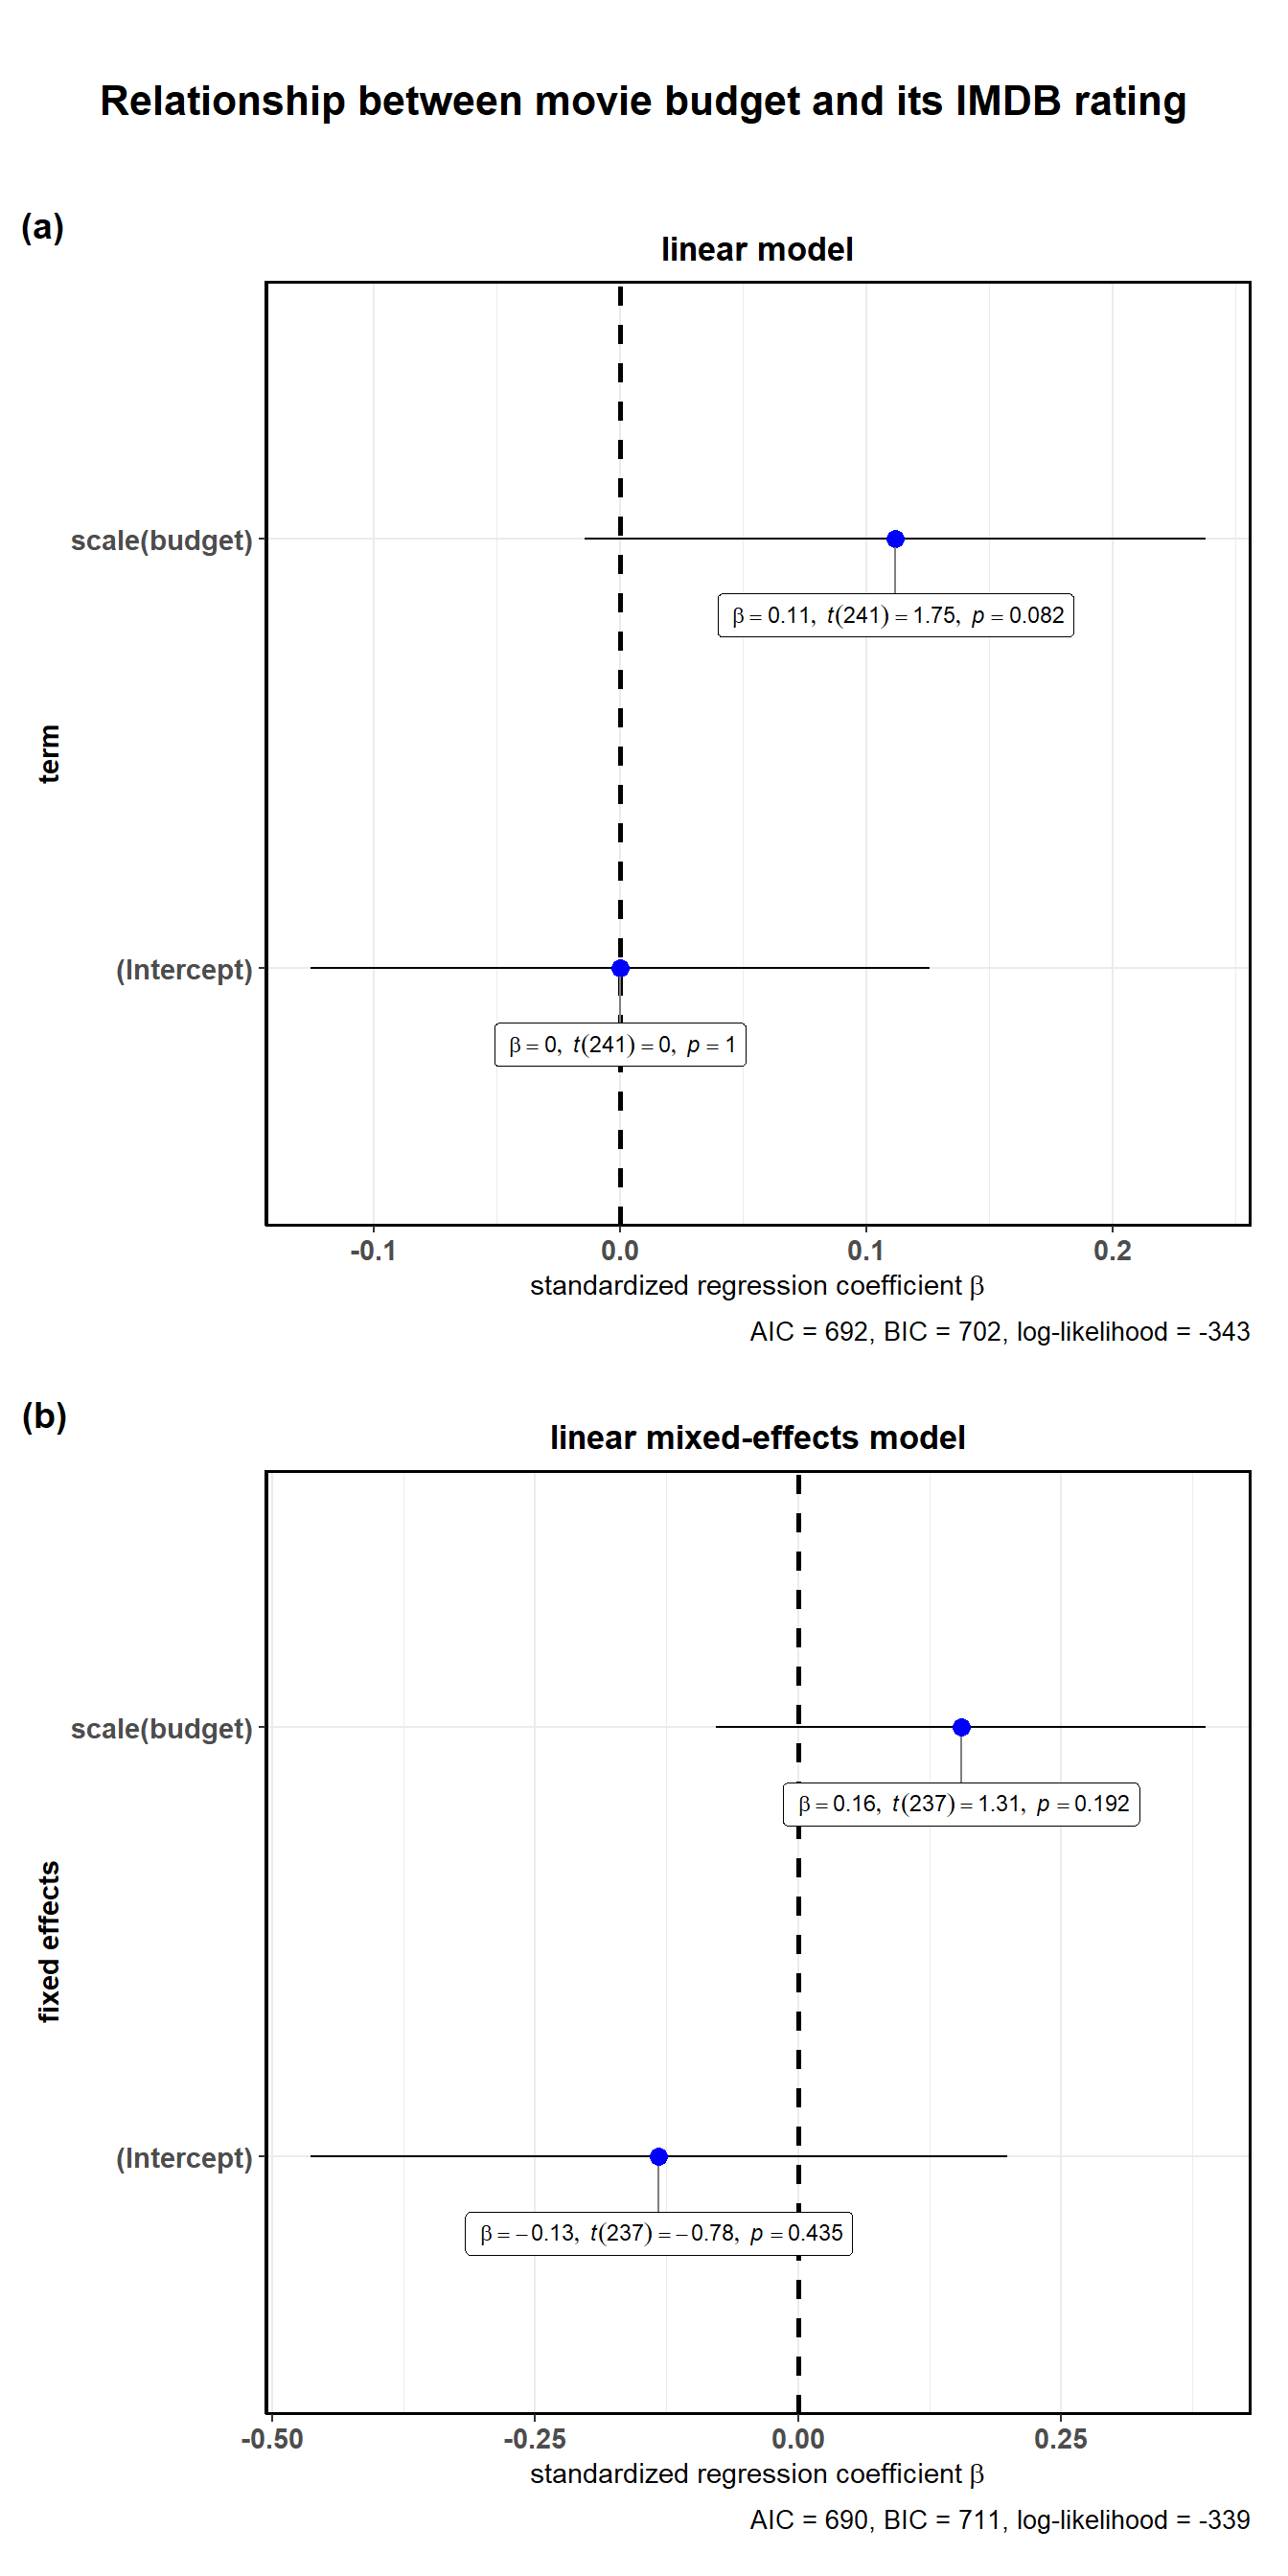 Relationship between movie budget and its IMDB rating
(a)
linear model
scale(budget)
β = 0.11, t(241) = 1.75, p = 0.082
term
(Intercept)
β = 0, t(241) = 0, p = 1
-0.1 0.0 0.1 0.2
standardized regression coefficient β
AIC = 692, BIC = 702, log-likelihood = -343
(b)
linear mixed-effects model
scale(budget)
β = 0.16, t(237) = 1.31, p = 0.192
fixed effects
(Intercept)
β = −0.13, t(237) = −0.78, p = 0.435
-0.50 -0.25 0.00 0.25
standardized regression coefficient β
AIC = 690, BIC = 711, log-likelihood = -339